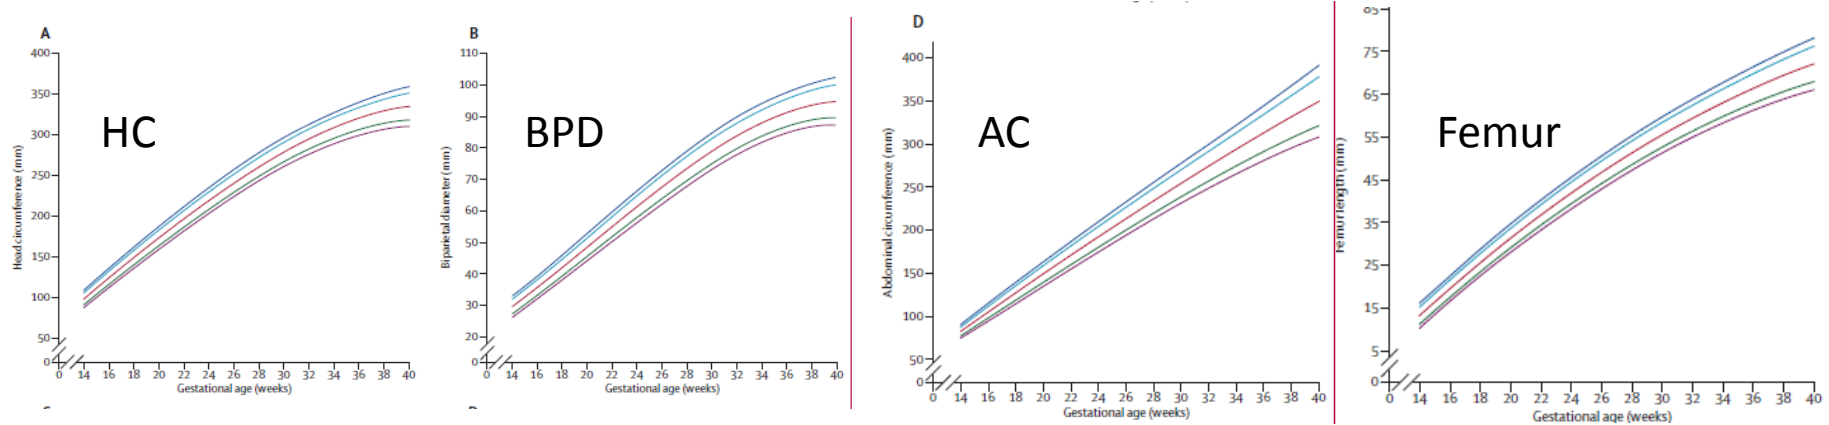 A
400
350
300
250
200
150
100
50
0
Head circumference (mm)
HC
0 14 16 18 20 22 24 26 28 30 32 34 36 38 40
Gestational age (weeks)
B
110
100
90
80
70
60
50
40
30
20
0
Biparietal diameter (mm)
BPD
0 14 16 18 20 22 24 26 28 30 32 34 36 38 40
Gestational age (weeks)
D
400
350
300
250
200
150
100
50
0
Abdominal circumference (mm)
AC
0 14 16 18 20 22 24 26 28 30 32 34 36 38 40
Gestational age (weeks)
85
75
65
55
45
35
25
15
5
0
Femur length (mm)
Femur
0 14 16 18 20 22 24 26 28 30 32 34 36 38 40
Gestational age (weeks)